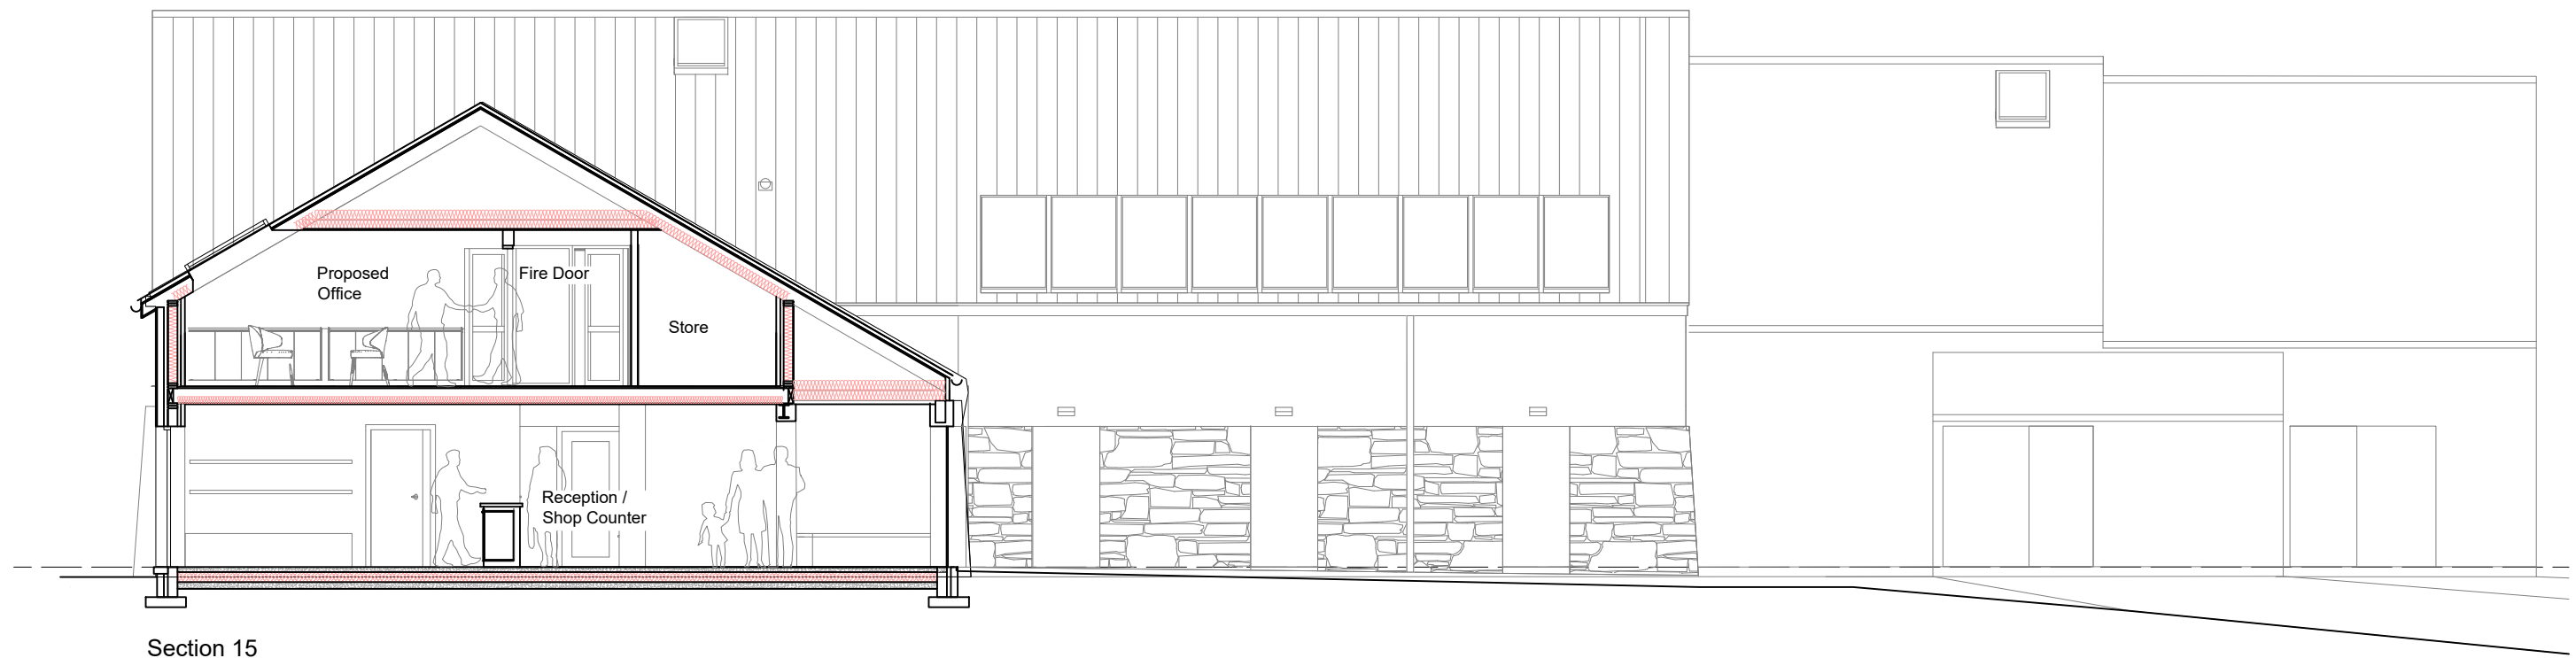 Proposed
Office
Fire Door
Store
Reception /
Shop Counter
Section 15